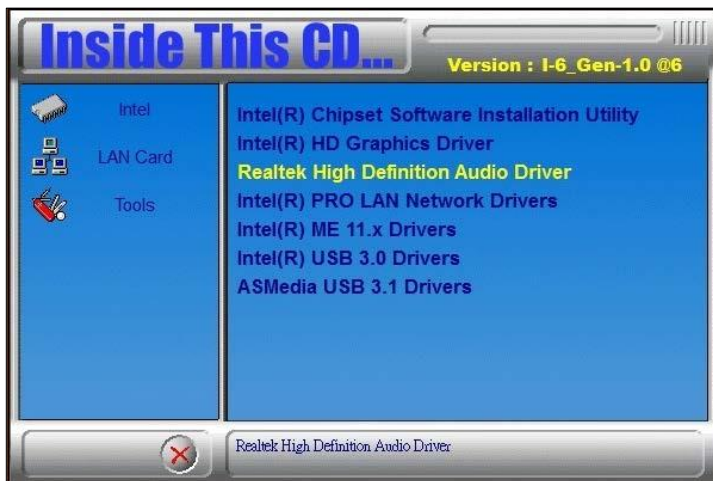 Inside This CD...
Version : I-6_Gen-1.0 @6
Intel
LAN Card
Tools
Intel(R) Chipset Software Installation Utility
Intel(R) HD Graphics Driver
Realtek High Definition Audio Driver
Intel(R) PRO LAN Network Drivers
Intel(R) ME 11.x Drivers
Intel(R) USB 3.0 Drivers
ASMedia USB 3.1 Drivers
Realtek High Definition Audio Driver